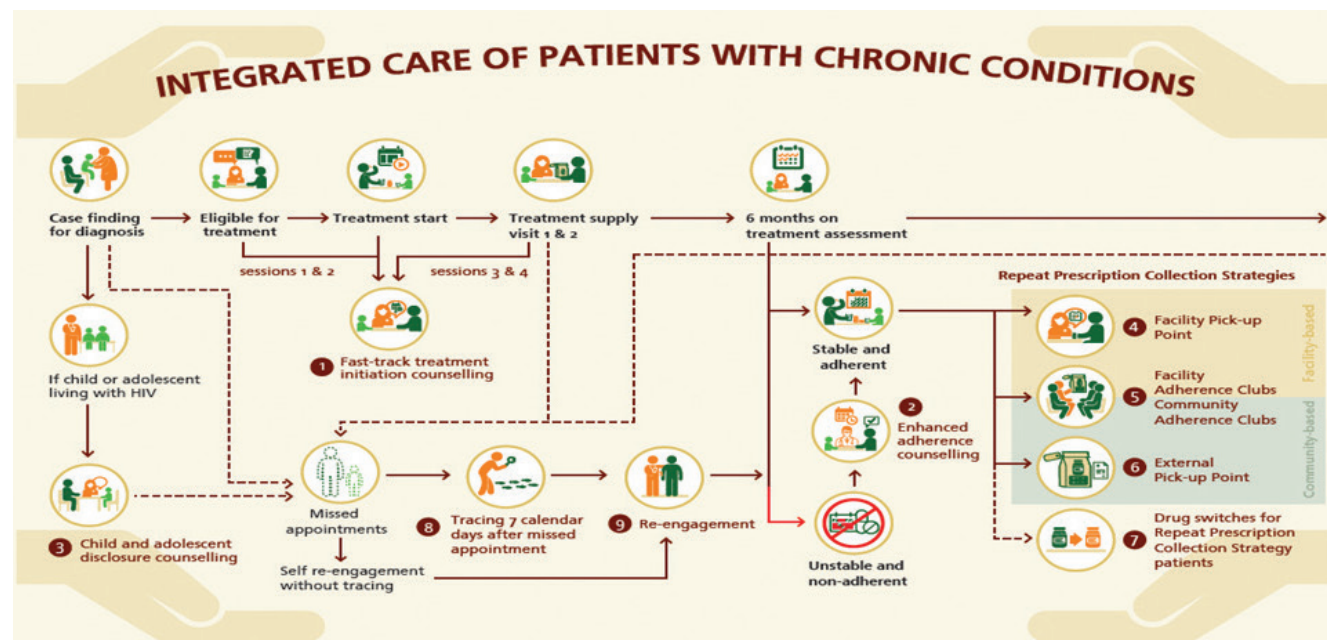 INTEGRATED CARE OF PATIENTS WITH CHRONIC CONDITIONS
Case finding
for diagnosis
Eligible for
treatment
Treatment start
Treatment supply
visit 1 & 2
6 months on
treatment assessment
sessions 1 & 2
sessions 3 & 4
1 Fast-track treatment
initiation counselling
If child or adolescent
living with HIV
3 Child and adolescent
disclosure counselling
Missed
appointments
Self re-engagement
without tracing
8 Tracing 7 calendar
days after missed
appointment
9 Re-engagement
Stable and
adherent
2
Enhanced
adherence
counselling
Unstable and
non-adherent
Repeat Prescription Collection Strategies
4 Facility Pick-up
Point
5 Facility
Adherence Clubs
Community
Adherence Clubs
6 External
Pick-up Point
7 Drug switches for
Repeat Prescription
Collection Strategy
patients
Facility-based
Community-based